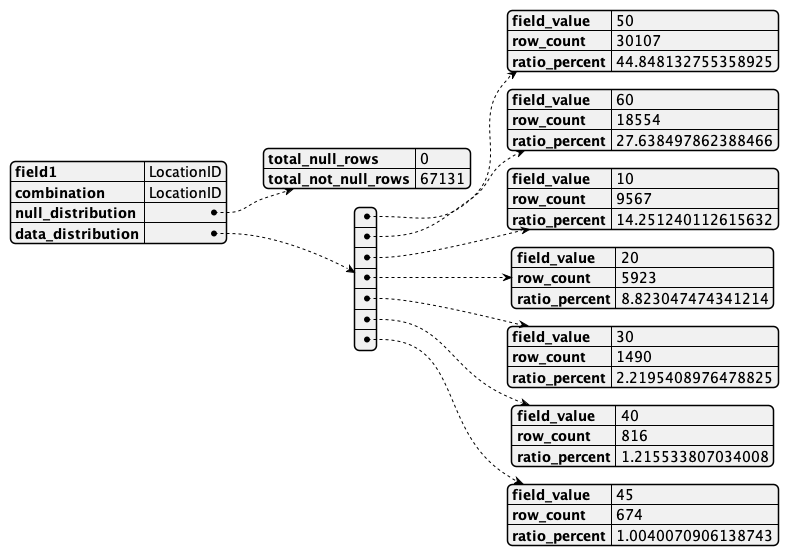 field1 LocationID
combination LocationID
null_distribution
data_distribution
total_null_rows 0
total_not_null_rows 67131
field_value 50
row_count 30107
ratio_percent 44.848132755358925
field_value 60
row_count 18554
ratio_percent 27.638497862388466
field_value 10
row_count 9567
ratio_percent 14.251240112615632
field_value 20
row_count 5923
ratio_percent 8.823047474341214
field_value 30
row_count 1490
ratio_percent 2.2195408976478825
field_value 40
row_count 816
ratio_percent 1.215533807034008
field_value 45
row_count 674
ratio_percent 1.0040070906138743